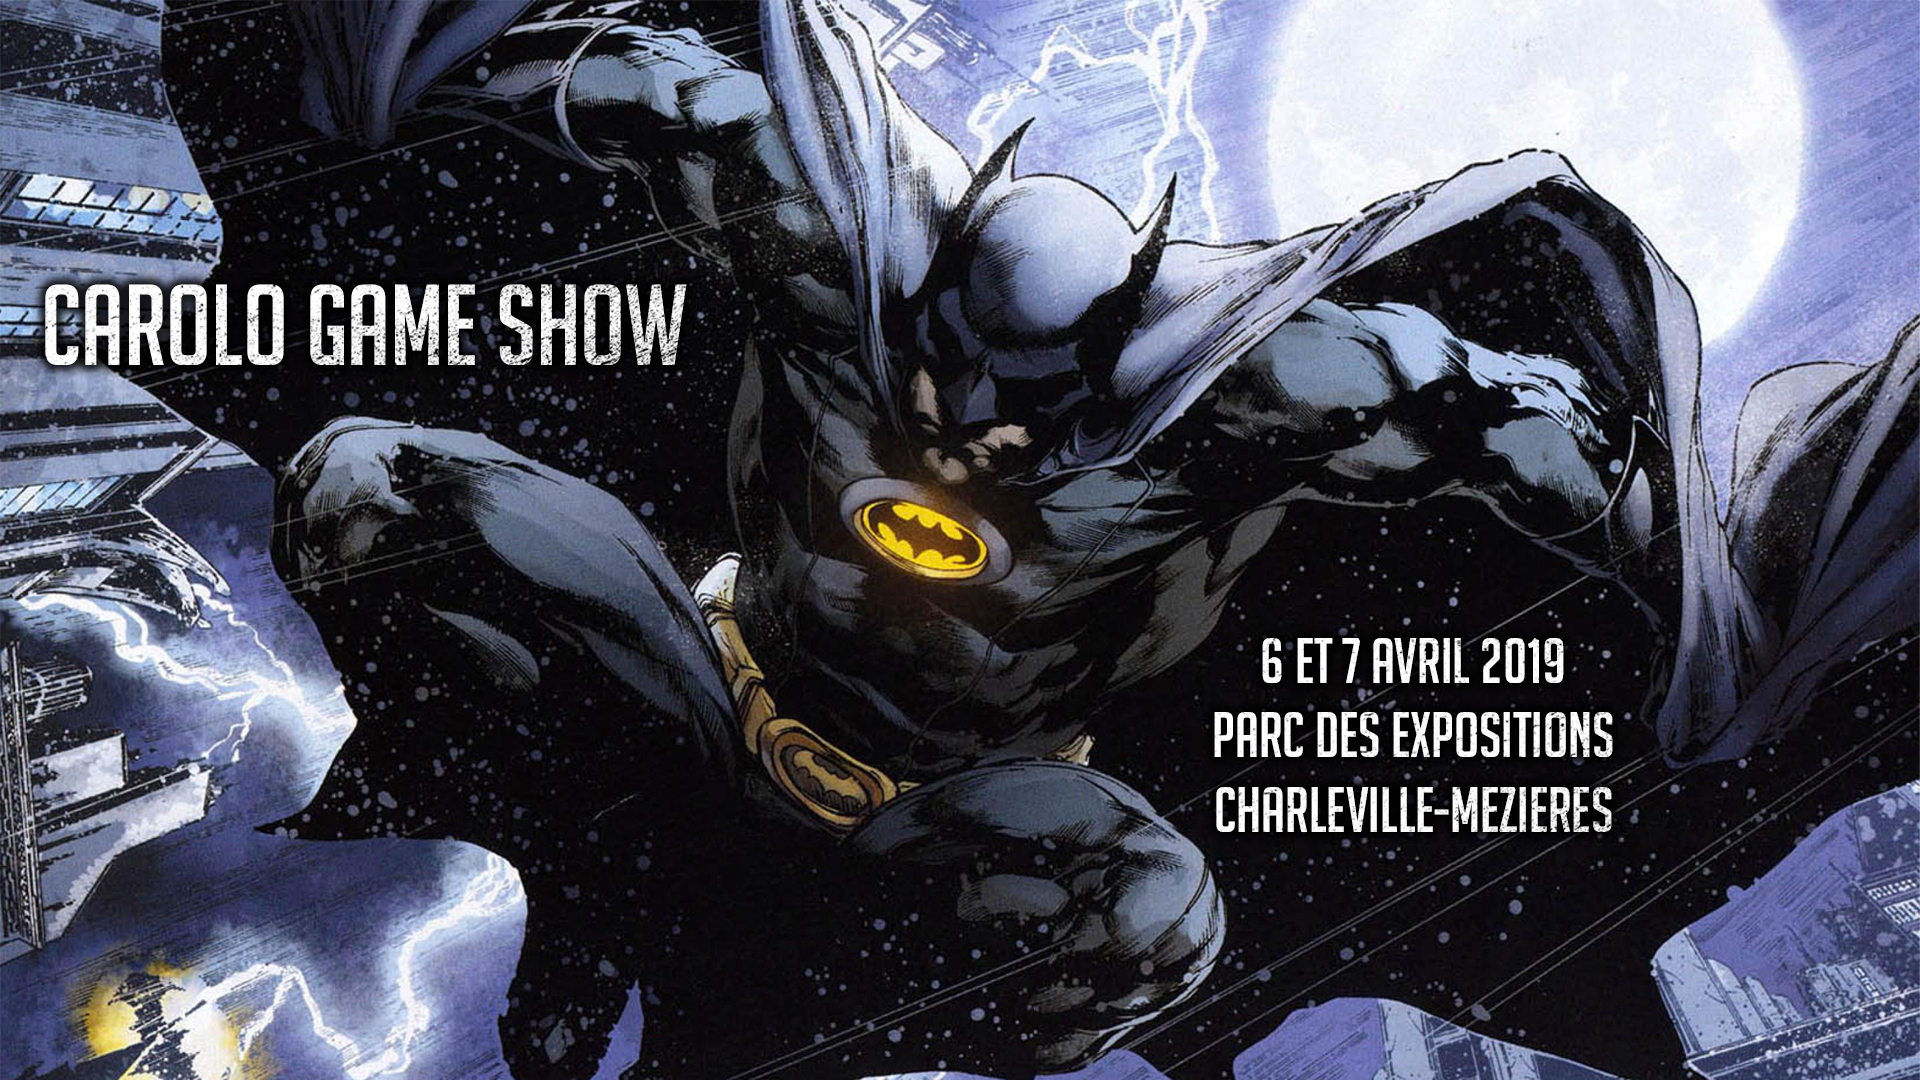 CAROLO GAME SHOW
6 ET 7 AVRIL 2019
PARC DES EXPOSITIONS
CHARLEVILLE-MEZIERES